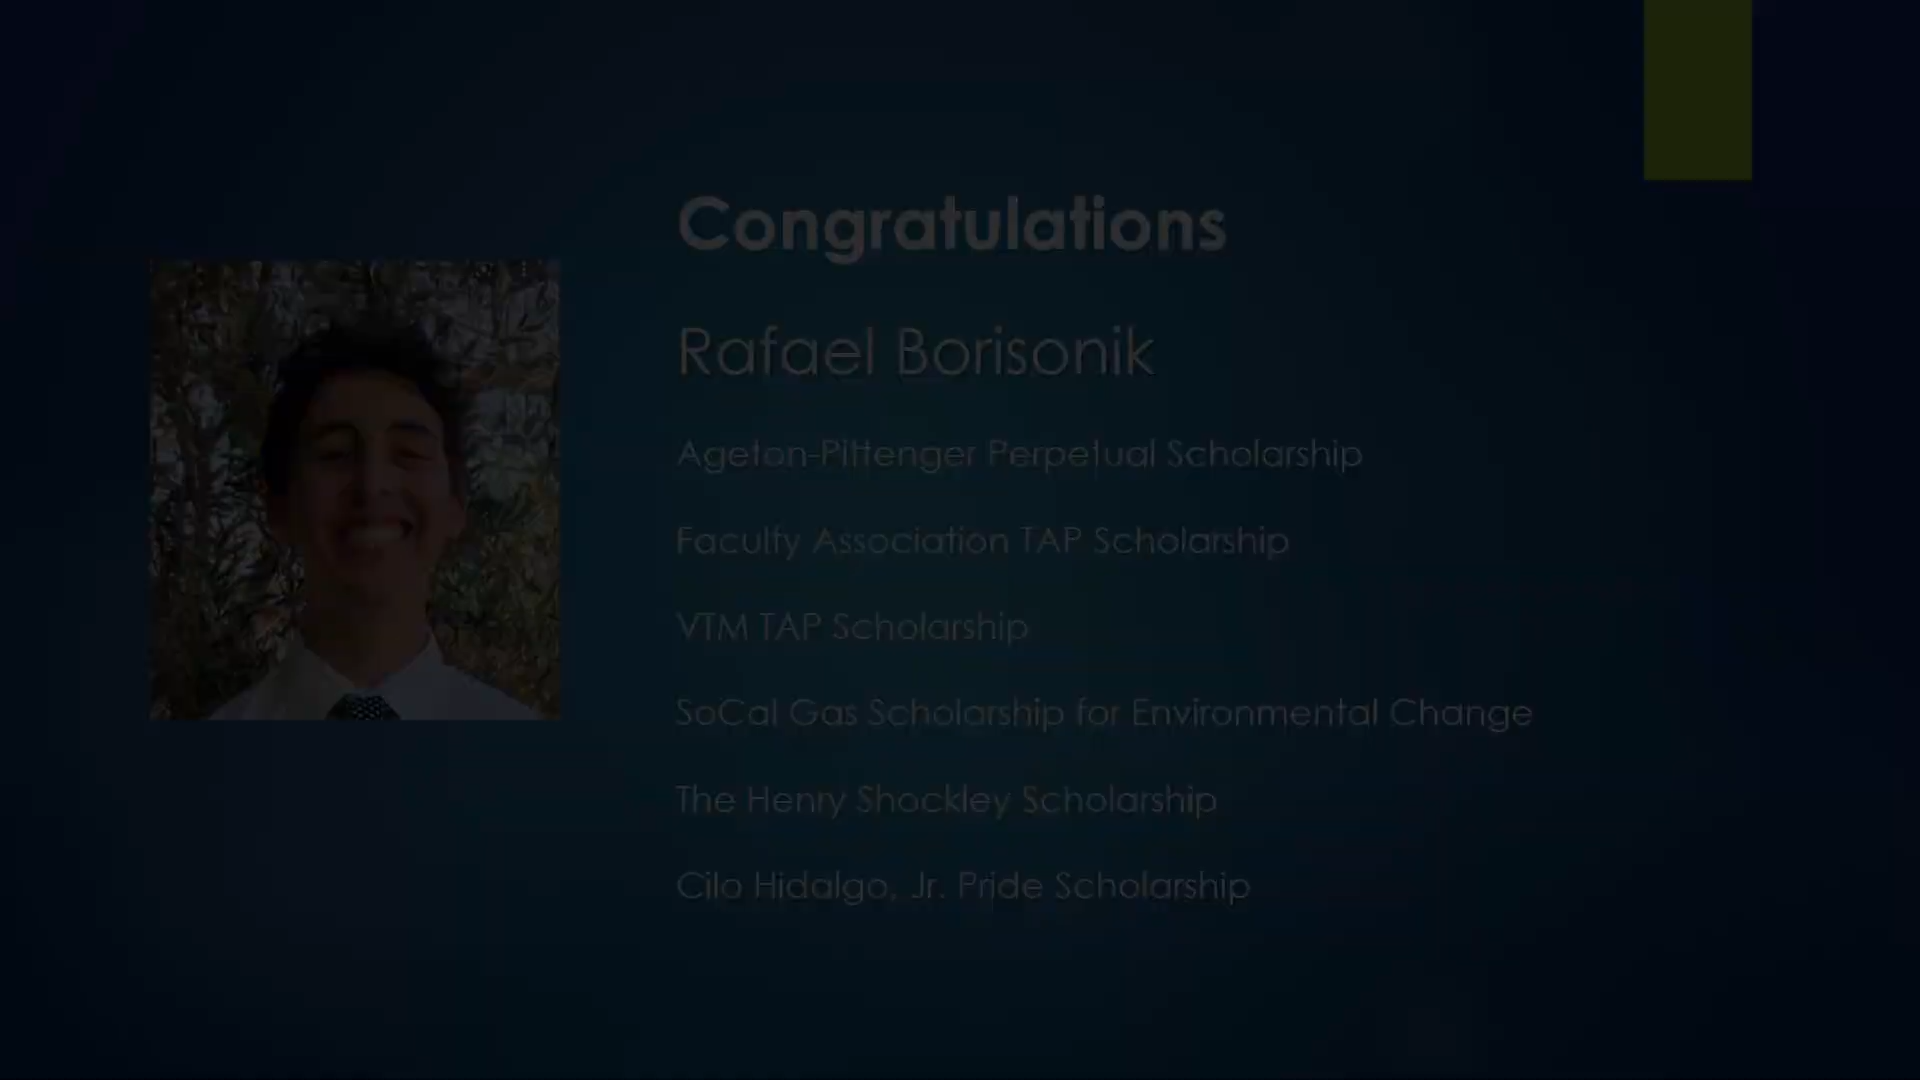 Congratulations
Rafael Borisonik
Ageton-Pittenger Perpetual Scholarship
Faculty Association TAP Scholarship
VTM TAP Scholarship
SoCal Gas Scholarship for Environmental Change
The Henry Shockley Scholarship
Cilo Hidalgo, Jr. Pride Scholarship